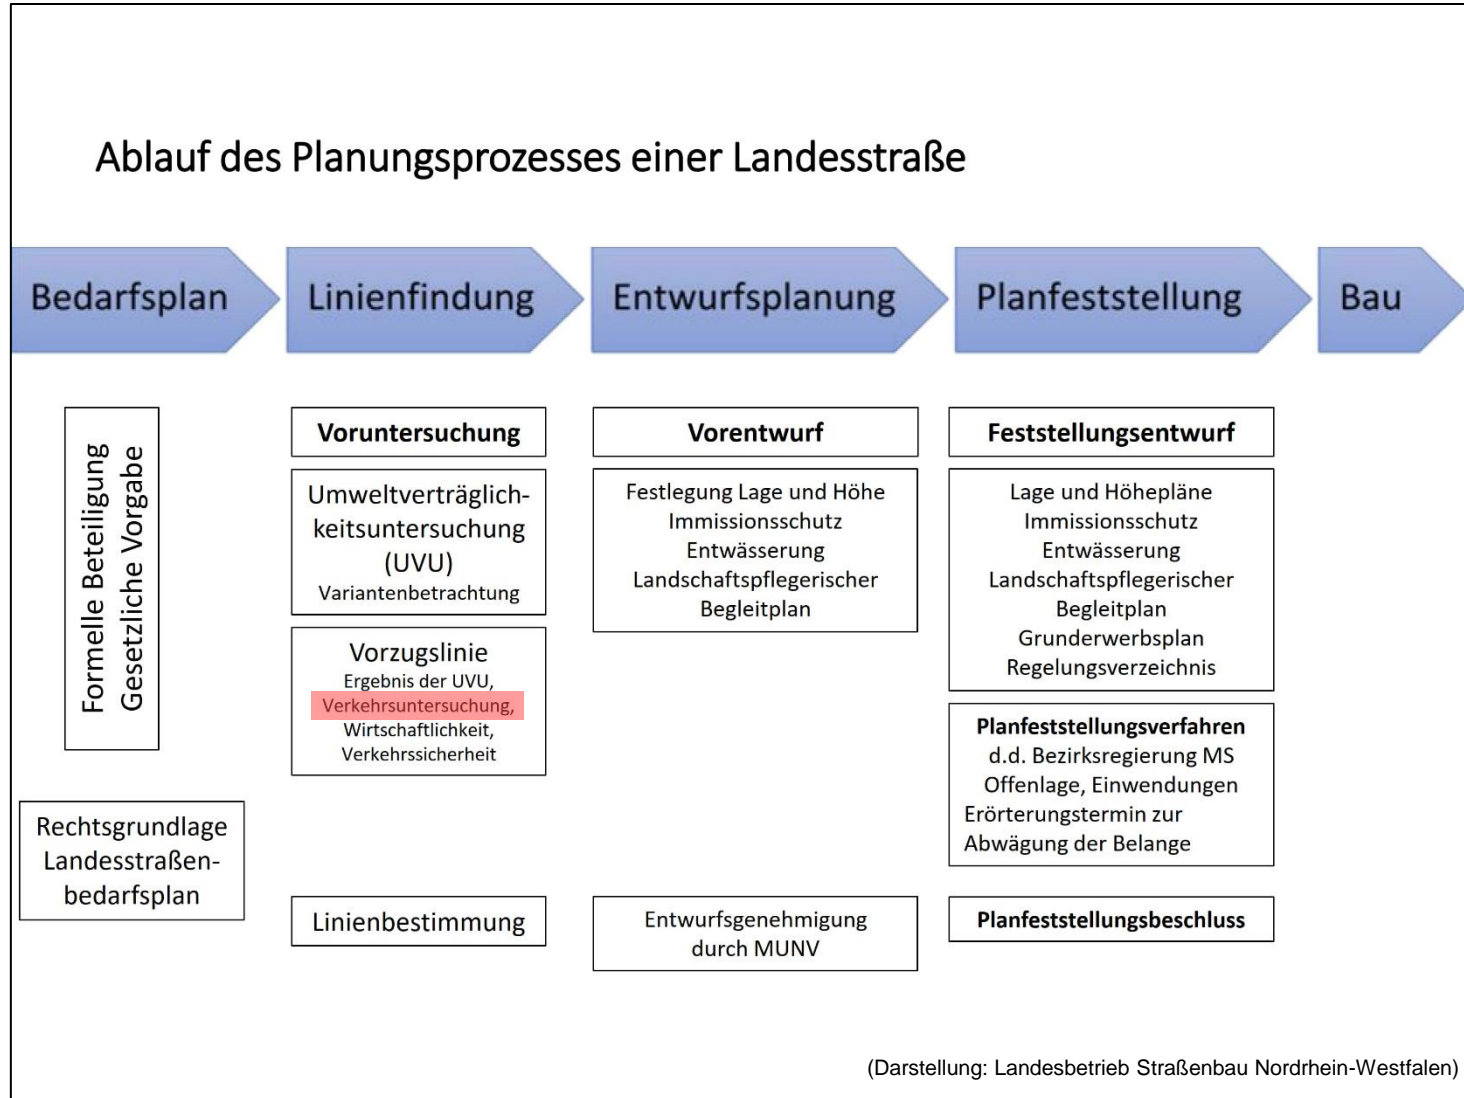 Ablauf des Planungsprozesses einer Landesstraße
Bedarfsplan
Linienfindung
Entwurfsplanung
Planfeststellung
Bau
Formelle Beteiligung
Gesetzliche Vorgabe
Rechtsgrundlage
Landesstraßen-
bedarfsplan
Voruntersuchung
Umweltverträglich-
keitsuntersuchung
(UVU)
Variantenbetrachtung
Vorzugslinie
Ergebnis der UVU,
Verkehrsuntersuchung,
Wirtschaftlichkeit,
Verkehrssicherheit
Linienbestimmung
Vorentwurf
Festlegung Lage und Höhe
Immissionsschutz
Entwässerung
Landschaftspflegerischer
Begleitplan
Entwurfsgenehmigung
durch MUNV
Feststellungsentwurf
Lage und Höhepläne
Immissionsschutz
Entwässerung
Landschaftspflegerischer
Begleitplan
Grunderwerbsplan
Regelungsverzeichnis
Planfeststellungsverfahren
d.d. Bezirksregierung MS
Offenlage, Einwendungen
Erörterungstermin zur
Abwägung der Belange
Planfeststellungsbeschluss
(Darstellung: Landesbetrieb Straßenbau Nordrhein-Westfalen)